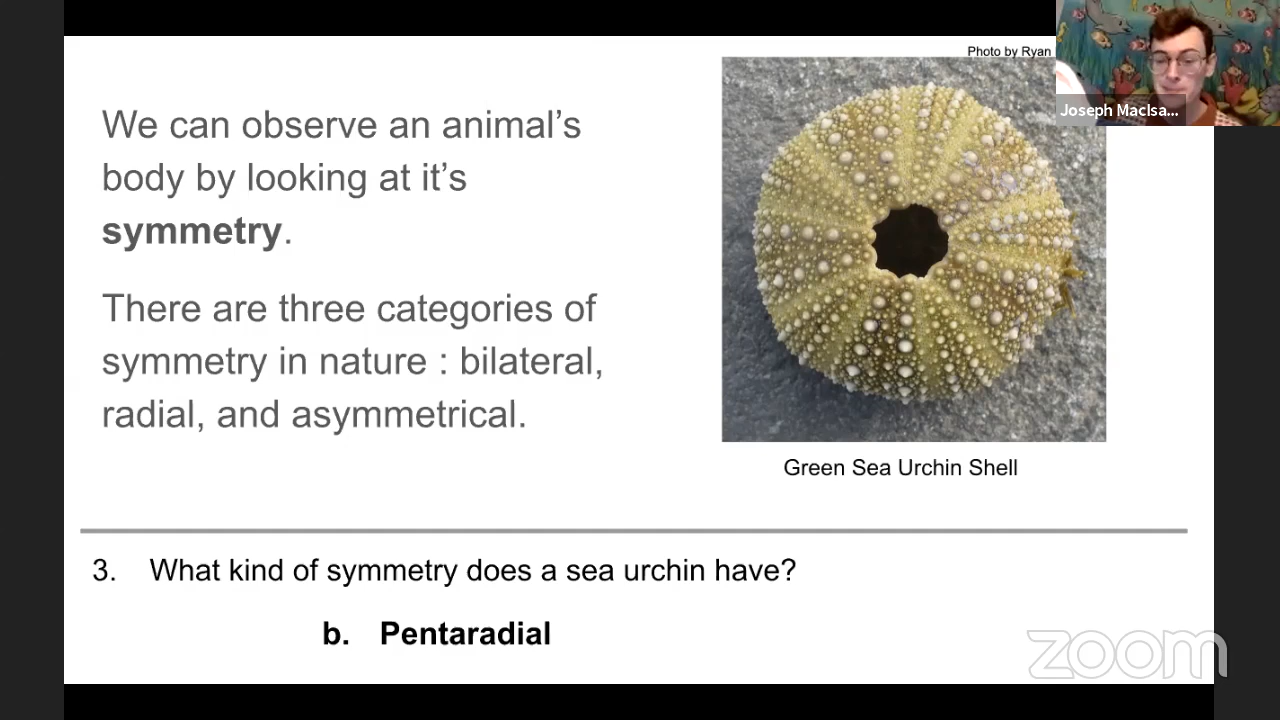 Photo by Ryan
Joseph MacIsa...
We can observe an animal's
body by looking at it's
symmetry.
There are three categories of
symmetry in nature : bilateral,
radial, and asymmetrical.
Green Sea Urchin Shell
3. What kind of symmetry does a sea urchin have?
b. Pentaradial
zoom